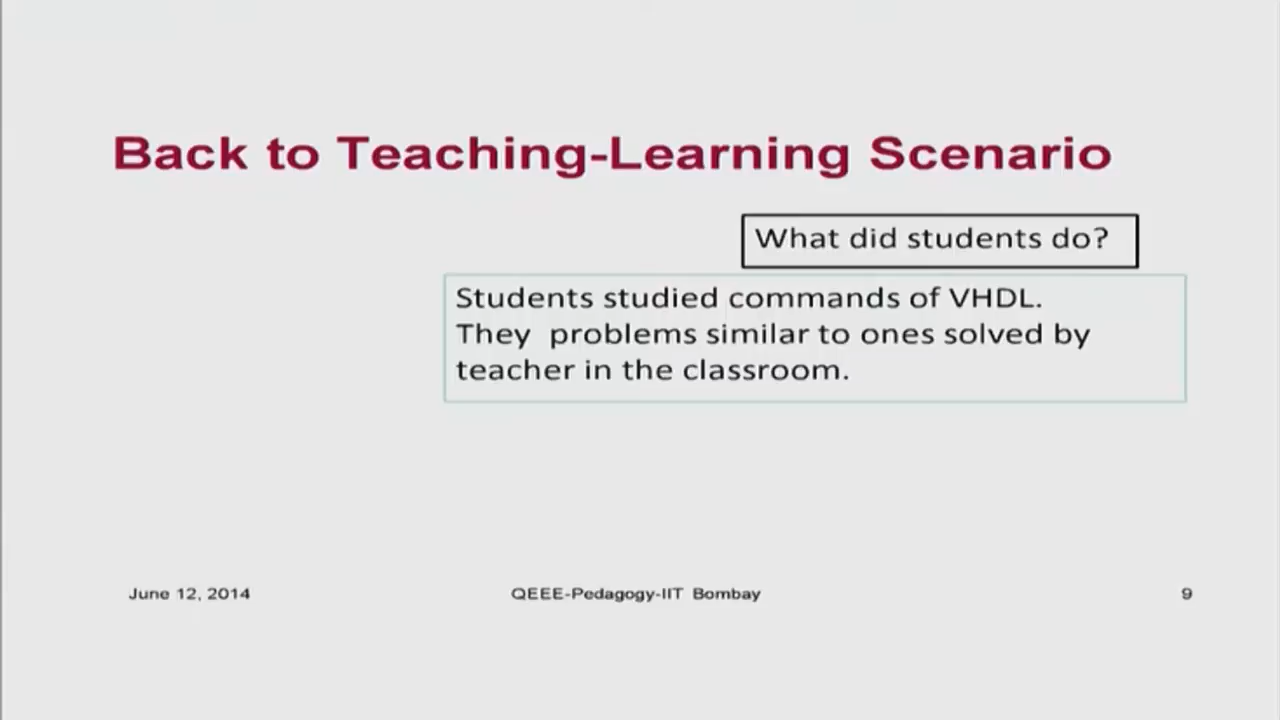 Back to Teaching-Learning Scenario
What did students do?
Students studied commands of VHDL.
They problems similar to ones solved by
teacher in the classroom.
June 12, 2014
QEEE-Pedagogy-IIT Bombay
9